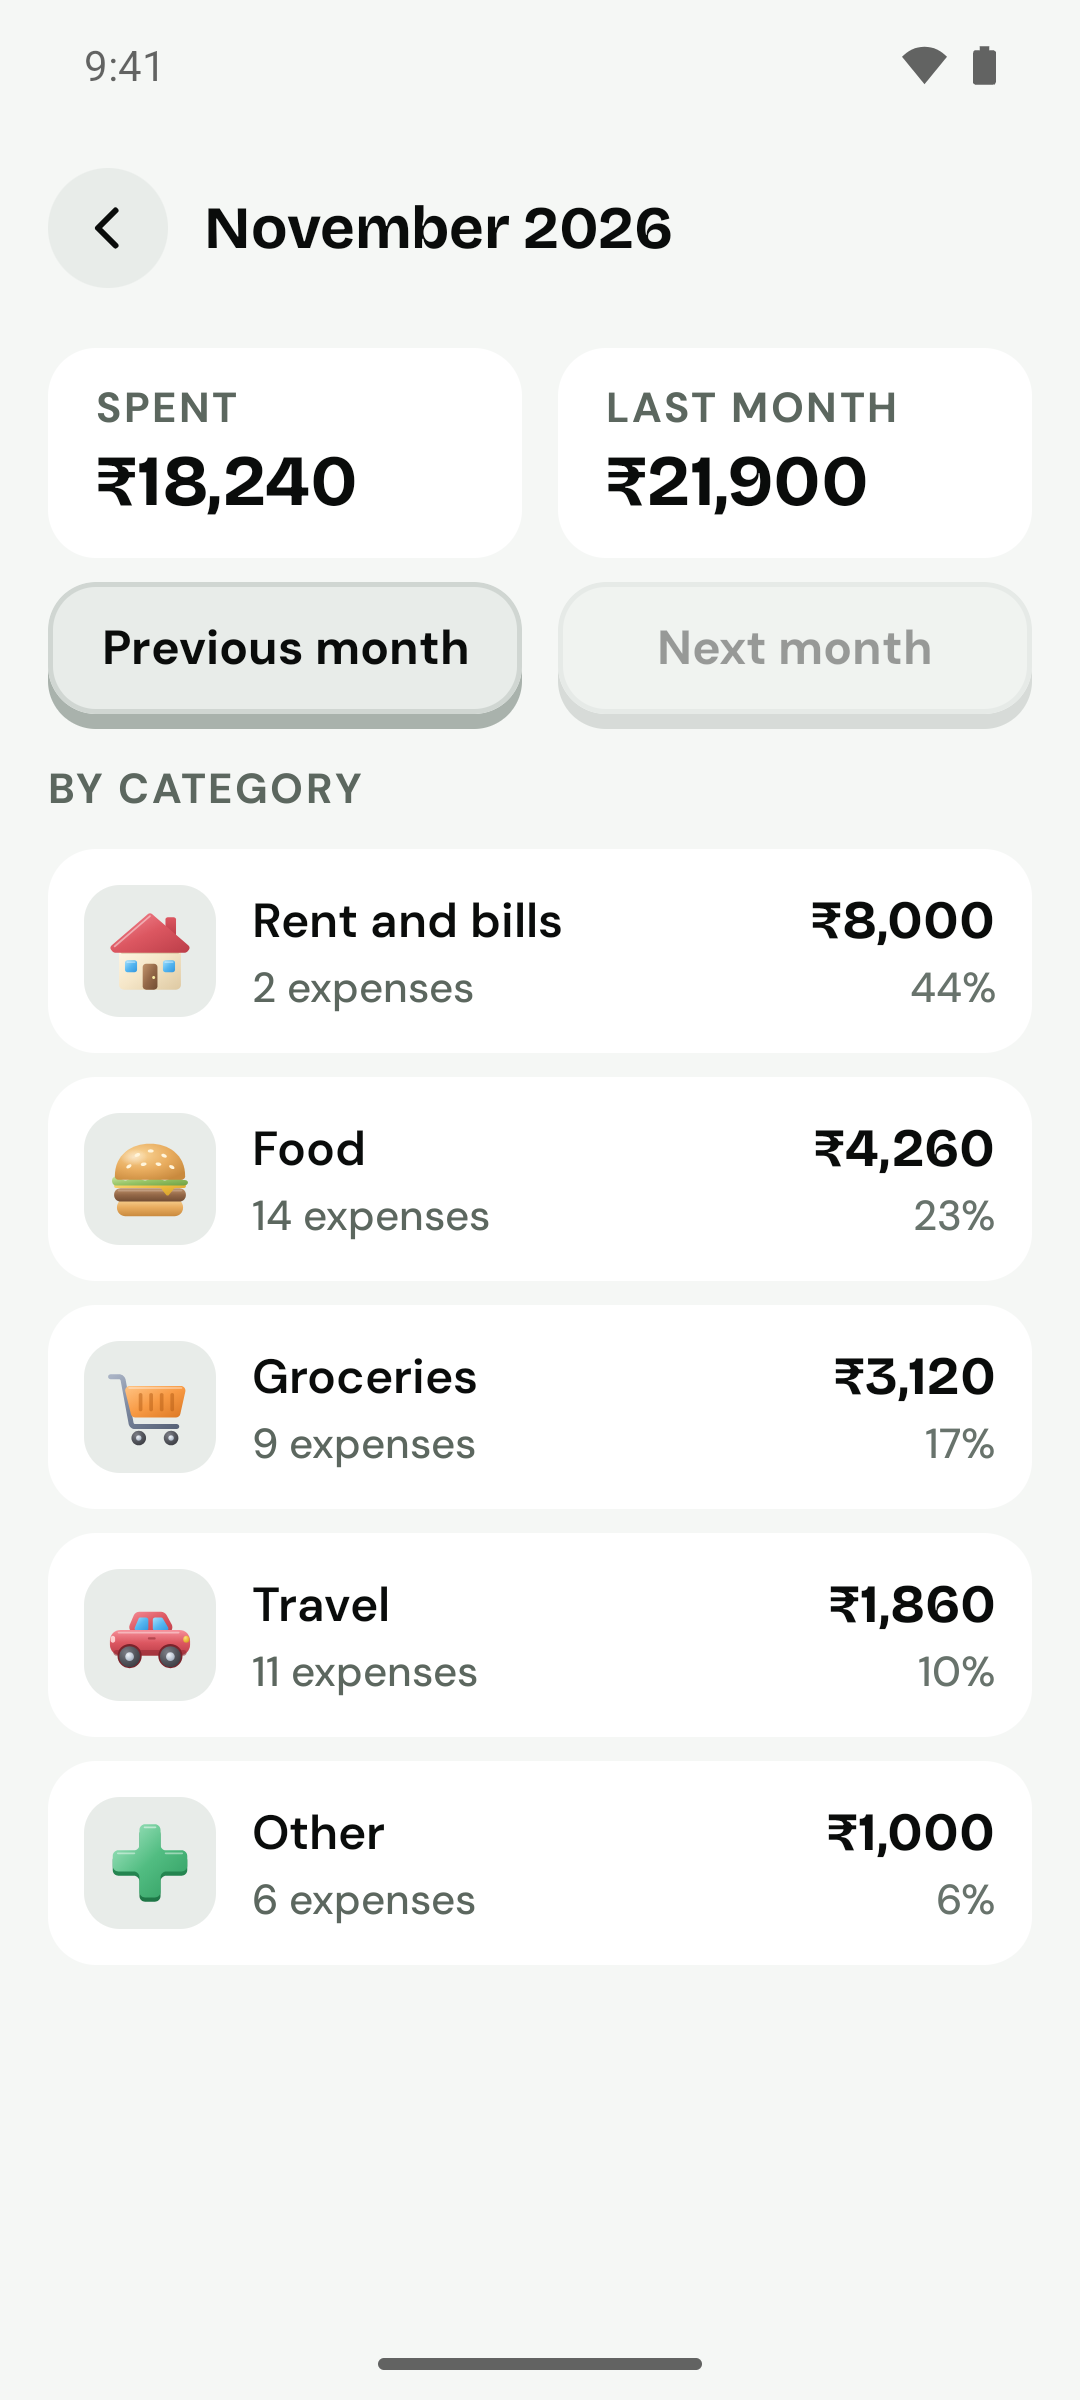 9:41
November 2026
SPENT
₹18,240
LAST MONTH
₹21,900
Previous month
Next month
BY CATEGORY
Rent and bills
₹8,000
2 expenses
44%
Food
₹4,260
14 expenses
23%
Groceries
₹3,120
9 expenses
17%
Travel
₹1,860
11 expenses
10%
Other
₹1,000
6 expenses
6%